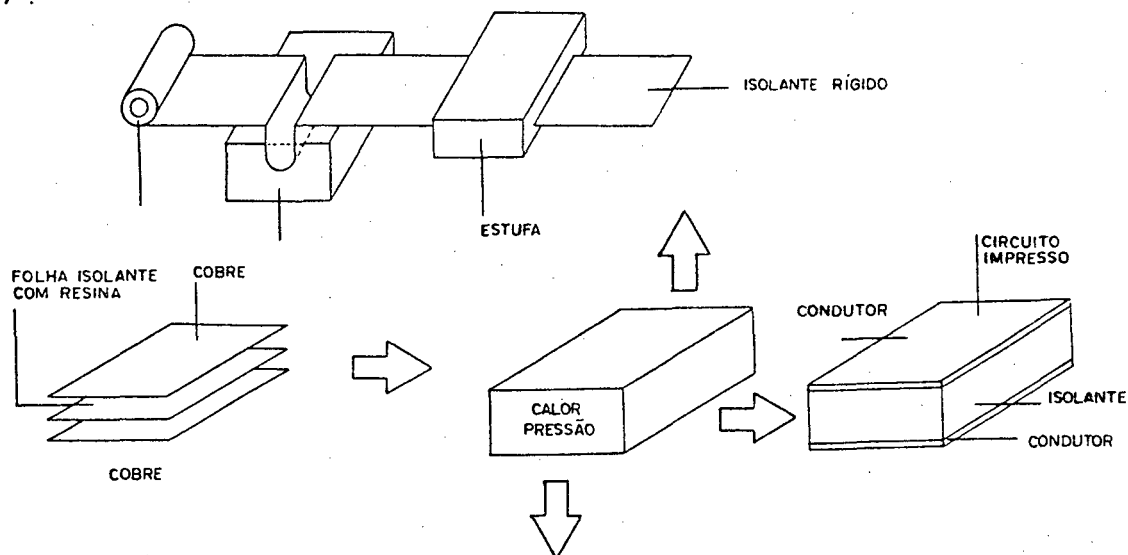 ISOLANTE RÍGIDO
ESTUFA
FOLHA ISOLANTE
COM RESINA
COBRE
COBRE
CALOR
PRESSÃO
CIRCUITO
IMPRESSO
CONDUTOR
ISOLANTE
CONDUTOR